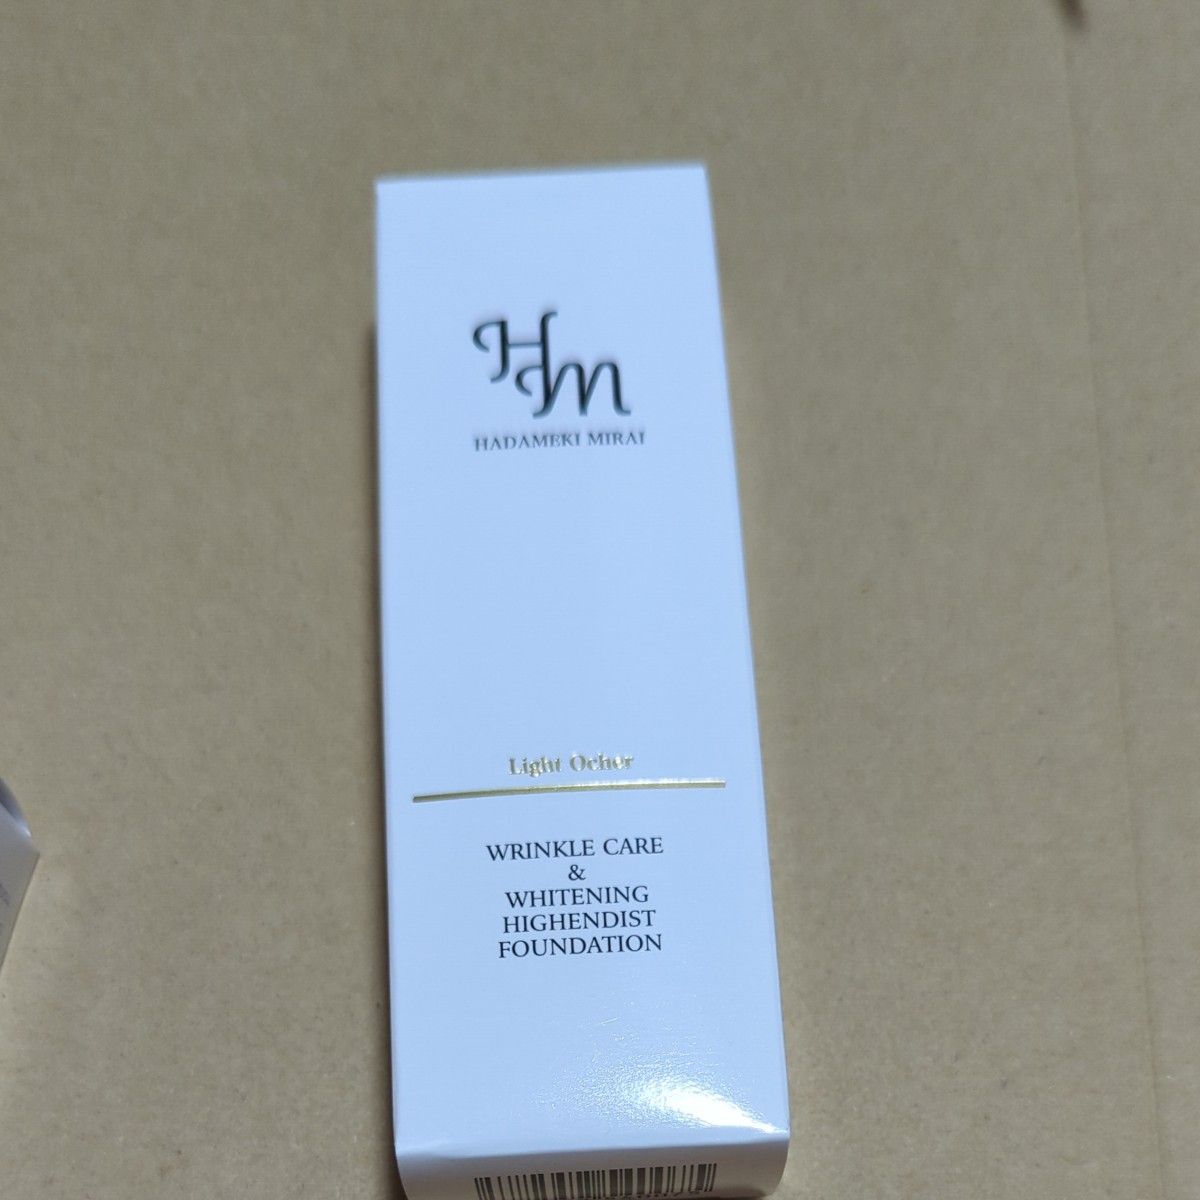 HM
HADAMEKI MIRAI
Light Ocher
WRINKLE CARE
&
WHITENING
HIGHENDIST
FOUNDATION